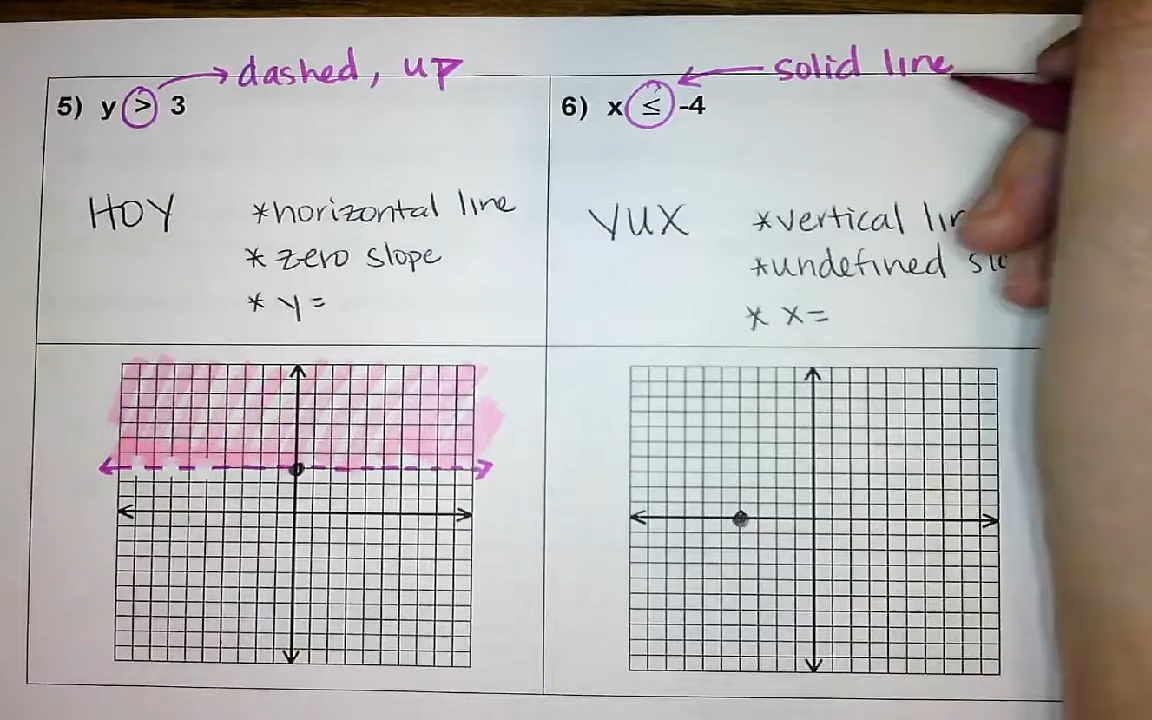 dashed, up
solid line
5) y > 3
6) x ≤ -4
HOY
*horizontal line
* zero slope
* y =
VUX
*vertical
*undefined
* x=